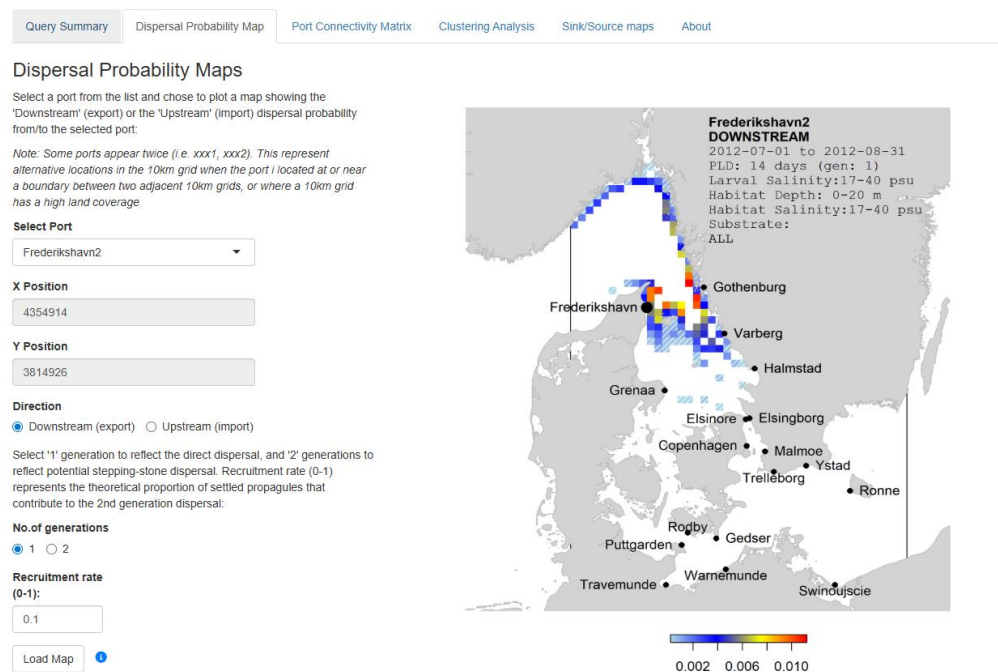 Query Summary
Dispersal Probability Map
Port Connectivity Matrix
Clustering Analysis
Sink/Source maps
About
Dispersal Probability Maps
Select a port from the list and chose to plot a map showing the
'Downstream' (export) or the 'Upstream' (import) dispersal probability
from/to the selected port:
Note: Some ports appear twice (i.e. xxx1, xxx2). This represent
alternative locations in the 10km grid when the port i located at or near
a boundary between two adjacent 10km grids, or where a 10km grid
has a high land coverage
Select Port
Frederikshavn2
X Position
4354914
Y Position
3814926
Direction
Downstream (export)
Upstream (import)
Select '1' generation to reflect the direct dispersal, and '2' generations to
reflect potential stepping-stone dispersal. Recruitment rate (0-1)
represents the theoretical proportion of settled propagules that
contribute to the 2nd generation dispersal:
No.of generations
1
2
Recruitment rate
(0-1):
0.1
Load Map
i
Frederikshavn2
DOWNSTREAM
2012-07-01 to 2012-08-31
PLD: 14 days (gen: 1)
Larval Salinity:17-40 psu
Habitat Depth: 0-20 m
Habitat Salinity:17-40 psu
Substrate:
ALL
Gothenburg
Frederikshavn
Varberg
Halmstad
Grenaa
Elsinore
Elsingborg
Copenhagen
Malmoe
Ystad
Trelleborg
Ronne
Rodby
Gedser
Puttgarden
Warnemunde
Travemunde
Swinoujscie
0.002 0.006 0.010